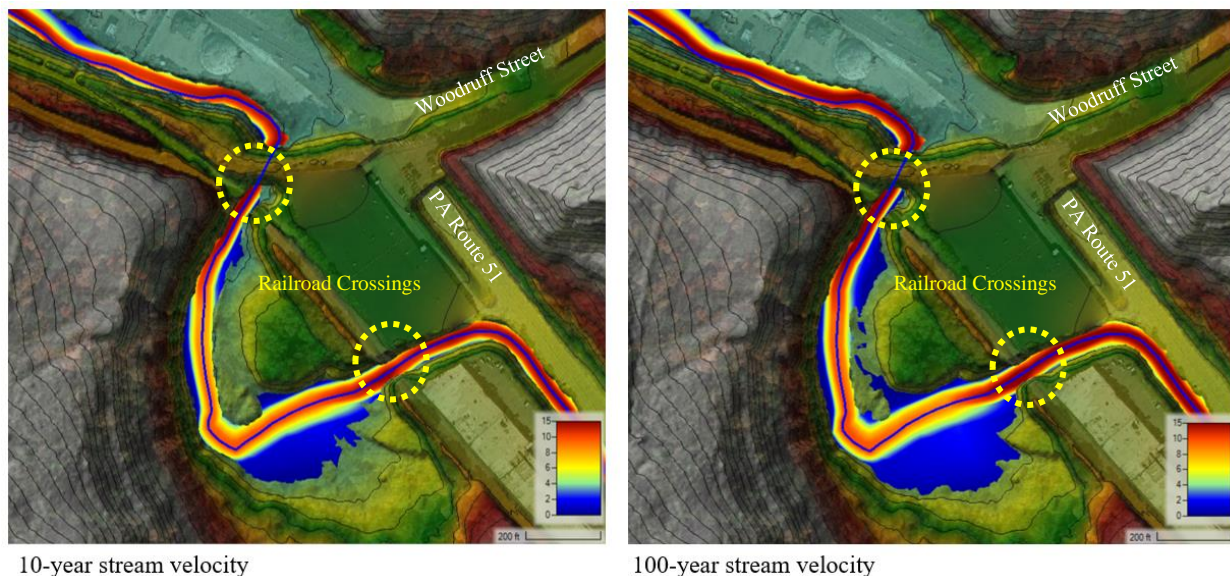 Woodruff Street
PA Route 51
Railroad Crossings
15
10
8
6
4
2
0
200 ft
10-year stream velocity
Woodruff Street
PA Route 51
Railroad Crossings
15
10
8
6
4
2
0
200 ft
100-year stream velocity